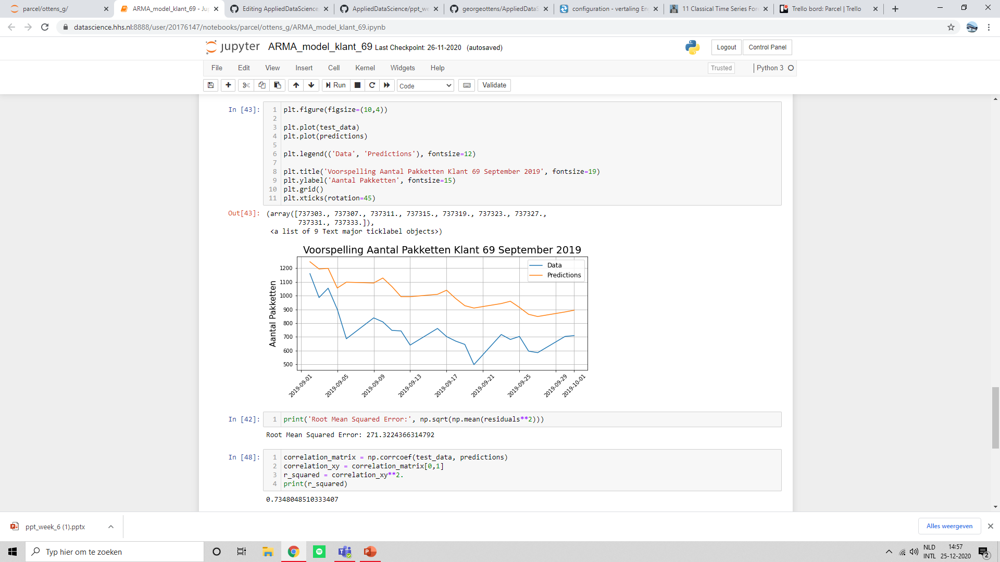 parcel/ottens_g/
ARMA_model_klant_69 - Ju
Editing AppliedDataScience
AppliedDataScience/ppt_we
georgeottens/AppliedDataS
configuration - vertaling En
11 Classical Time Series For
Trello bord: Parcel | Trello
datascience.hhs.nl:8888/user/20176147/notebooks/parcel/ottens_g/ARMA_model_klant_69.ipynb
jupyter ARMA_model_klant_69 Last Checkpoint: 26-11-2020 (autosaved)
Logout
Control Panel
File Edit View Insert Cell Kernel Widgets Help
Trusted
Python 3
Run
Code
Validate
In [43]:
1 plt.figure(figsize=(10,4))
2
3 plt.plot(test_data)
4 plt.plot(predictions)
5
6 plt.legend(('Data', 'Predictions'), fontsize=12)
7
8 plt.title('Voorspelling Aantal Pakketten Klant 69 September 2019', fontsize=19)
9 plt.ylabel('Aantal Pakketten', fontsize=15)
10 plt.grid()
11 plt.xticks(rotation=45)
Out[43]: (array([737303., 737307., 737311., 737315., 737319., 737323., 737327.,
737331., 737333.]),
<a list of 9 Text major ticklabel objects>)
Voorspelling Aantal Pakketten Klant 69 September 2019
Data
Predictions
Aantal Pakketten
1200
1100
1000
900
800
700
600
500
2019-09-01
2019-09-05
2019-09-09
2019-09-13
2019-09-17
2019-09-21
2019-09-25
2019-09-29
2019-10-01
In [42]:
1 print('Root Mean Squared Error:', np.sqrt(np.mean(residuals**2)))
Root Mean Squared Error: 271.3224366314792
In [48]:
1 correlation_matrix = np.corrcoef(test_data, predictions)
2 correlation_xy = correlation_matrix[0,1]
3 r_squared = correlation_xy**2.
4 print(r_squared)
0.7348048510333407
ppt_week_6 (1).pptx
Alles weergeven
Typ hier om te zoeken
NLD
INTL
14:57
25-12-2020
2